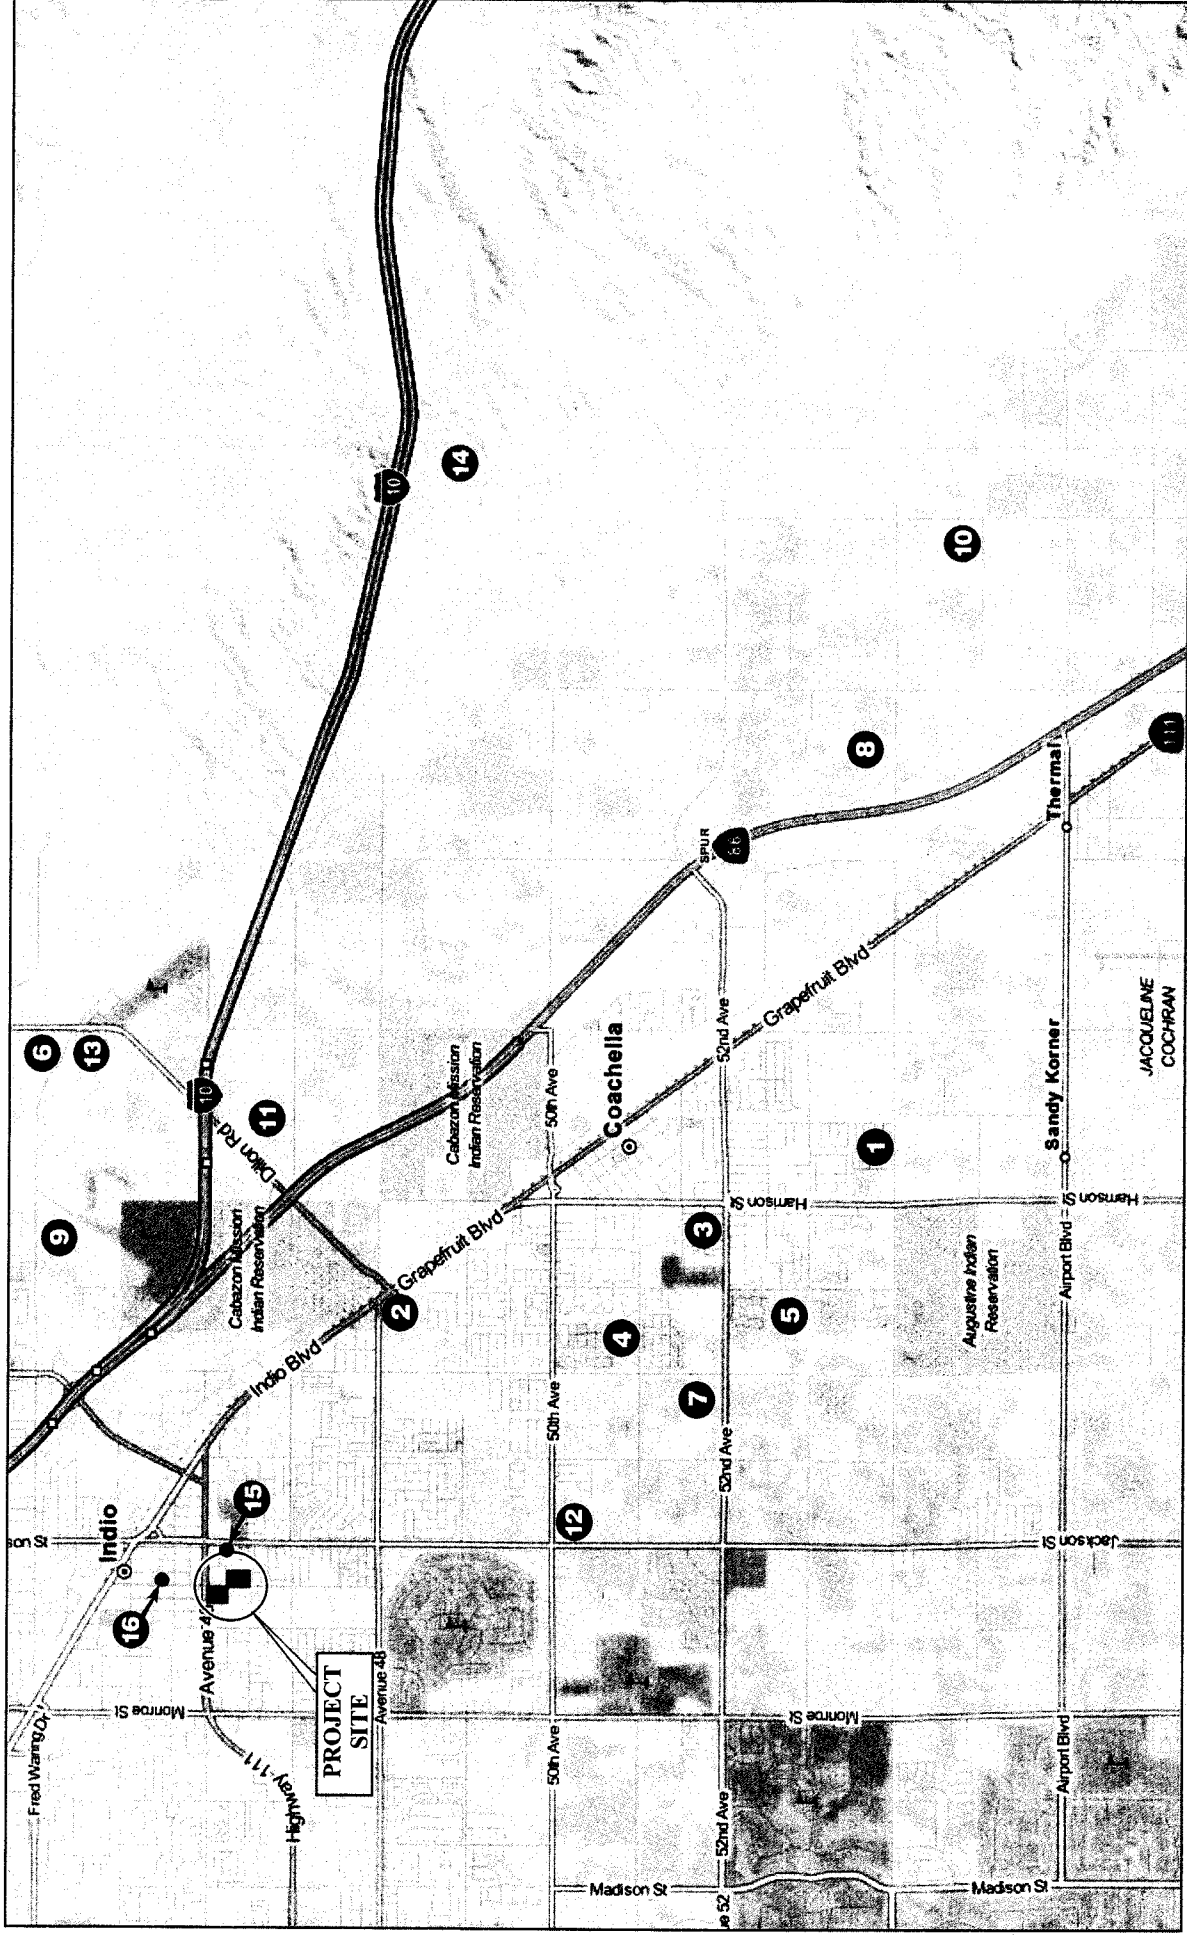 Fred Waring Dr
Monroe St
16
Indio
son St
15
Avenue 4
PROJECT
SITE
Highway 111
Avenue 48
Indio Blvd
9
6
13
10
Dillon Rd
11
Cabazon Mission
Indian Reservation
Cabazon Mission
Indian Reservation
Grapefruit Blvd
2
10
14
50th Ave
50th Ave
50th Ave
12
4
Coachella
7
3
52nd Ave
52nd Ave
52nd Ave
ue 52
Harrison St
SPUR
86
Grapefruit Blvd
5
1
8
10
Madison St
Monroe St
Augustine Indian
Reservation
Madison St
Airport Blvd
Jackson St
Jackson St
Airport Blvd
Harrison St
Harrison St
Sandy Korner
Thermal
JACQUELINE
COCHRAN
111